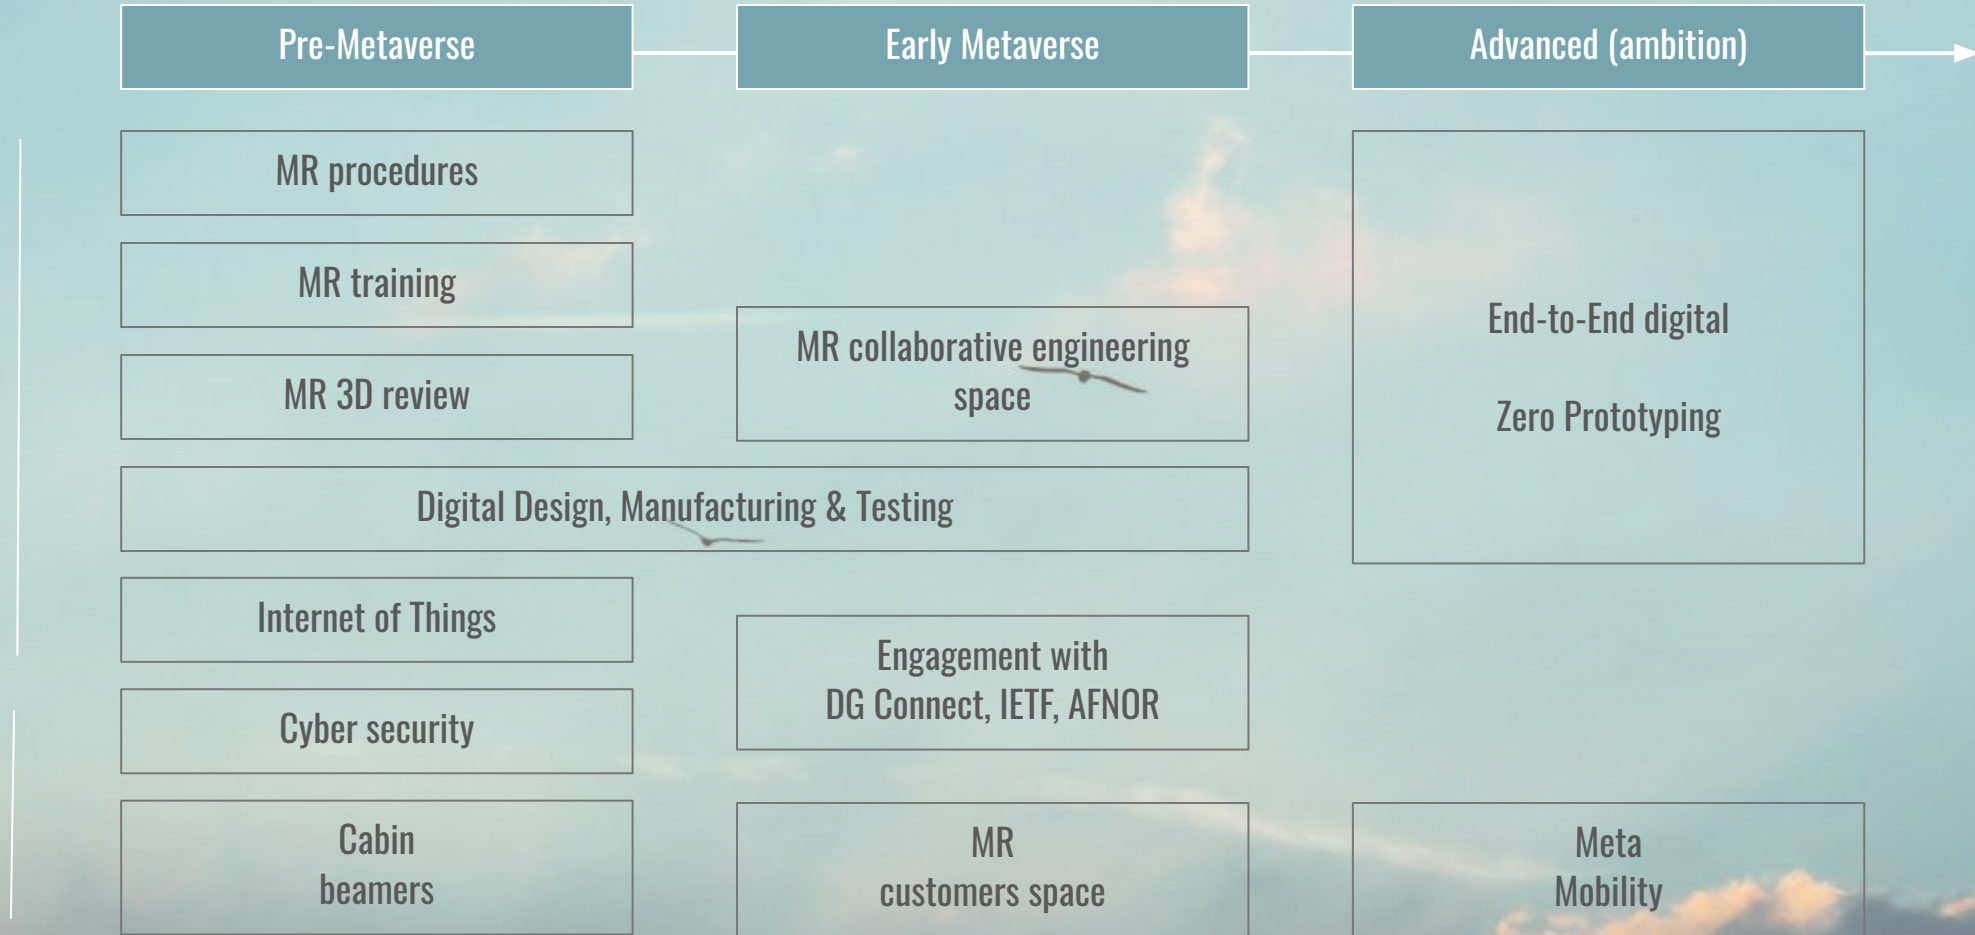 Pre-Metaverse
Early Metaverse
Advanced (ambition)
MR procedures
MR training
MR 3D review
MR collaborative engineering
space
End-to-End digital
Zero Prototyping
Digital Design, Manufacturing & Testing
Internet of Things
Cyber security
Engagement with
DG Connect, IETF, AFNOR
Cabin
beamers
MR
customers space
Meta
Mobility